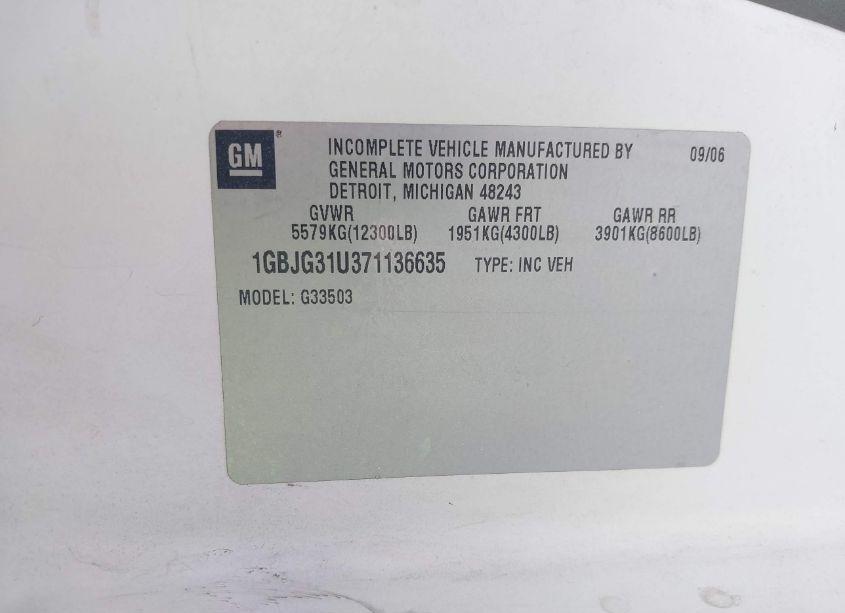 GM®
INCOMPLETE VEHICLE MANUFACTURED BY 09/06
GENERAL MOTORS CORPORATION
DETROIT, MICHIGAN 48243
GVWR GAWR FRT GAWR RR
5579KG(12300LB) 1951KG(4300LB) 3901KG(8600LB)
1GBJG31U371136635 TYPE: INC VEH
MODEL: G33503